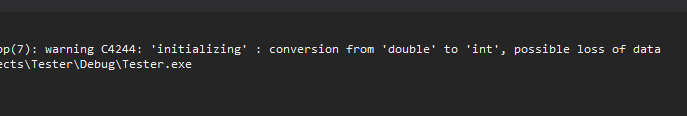 pp(7): warning C4244: 'initializing' : conversion from 'double' to 'int', possible loss of data
ects\Tester\Debug\Tester.exe